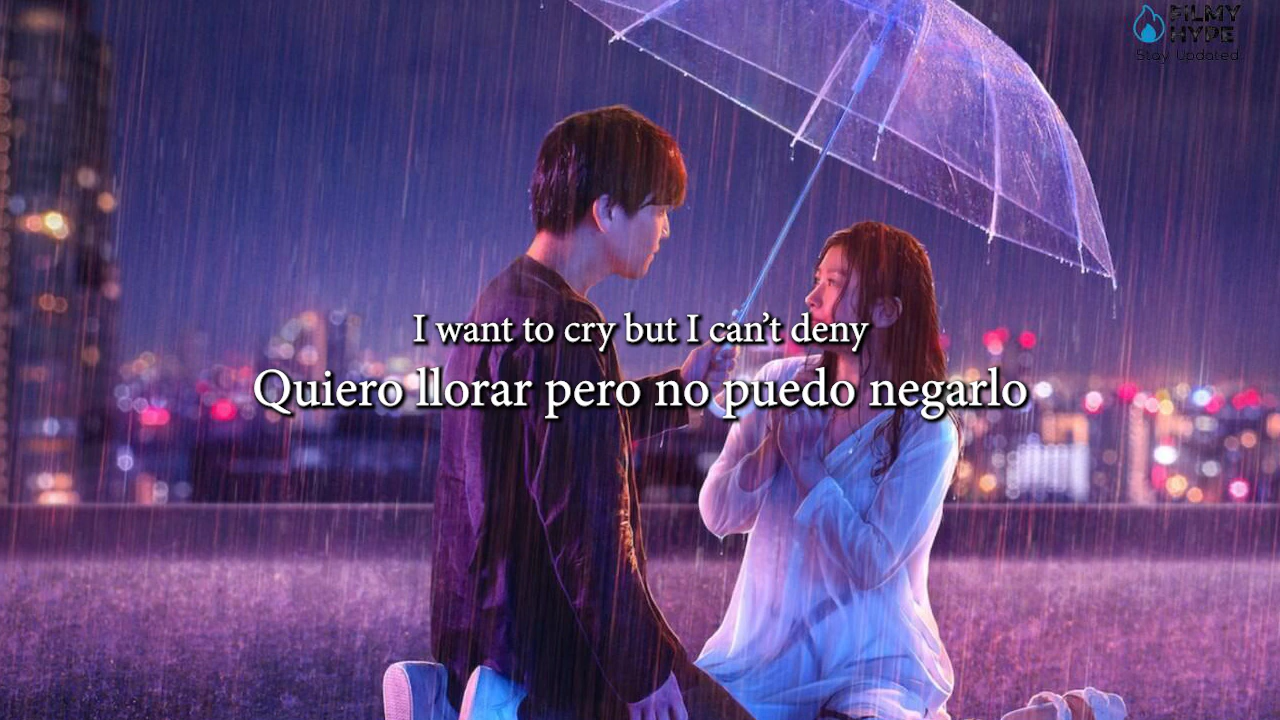 FILMY
HYPE
Stay Updated
I want to cry but I can’t deny
Quiero llorar pero no puedo negarlo